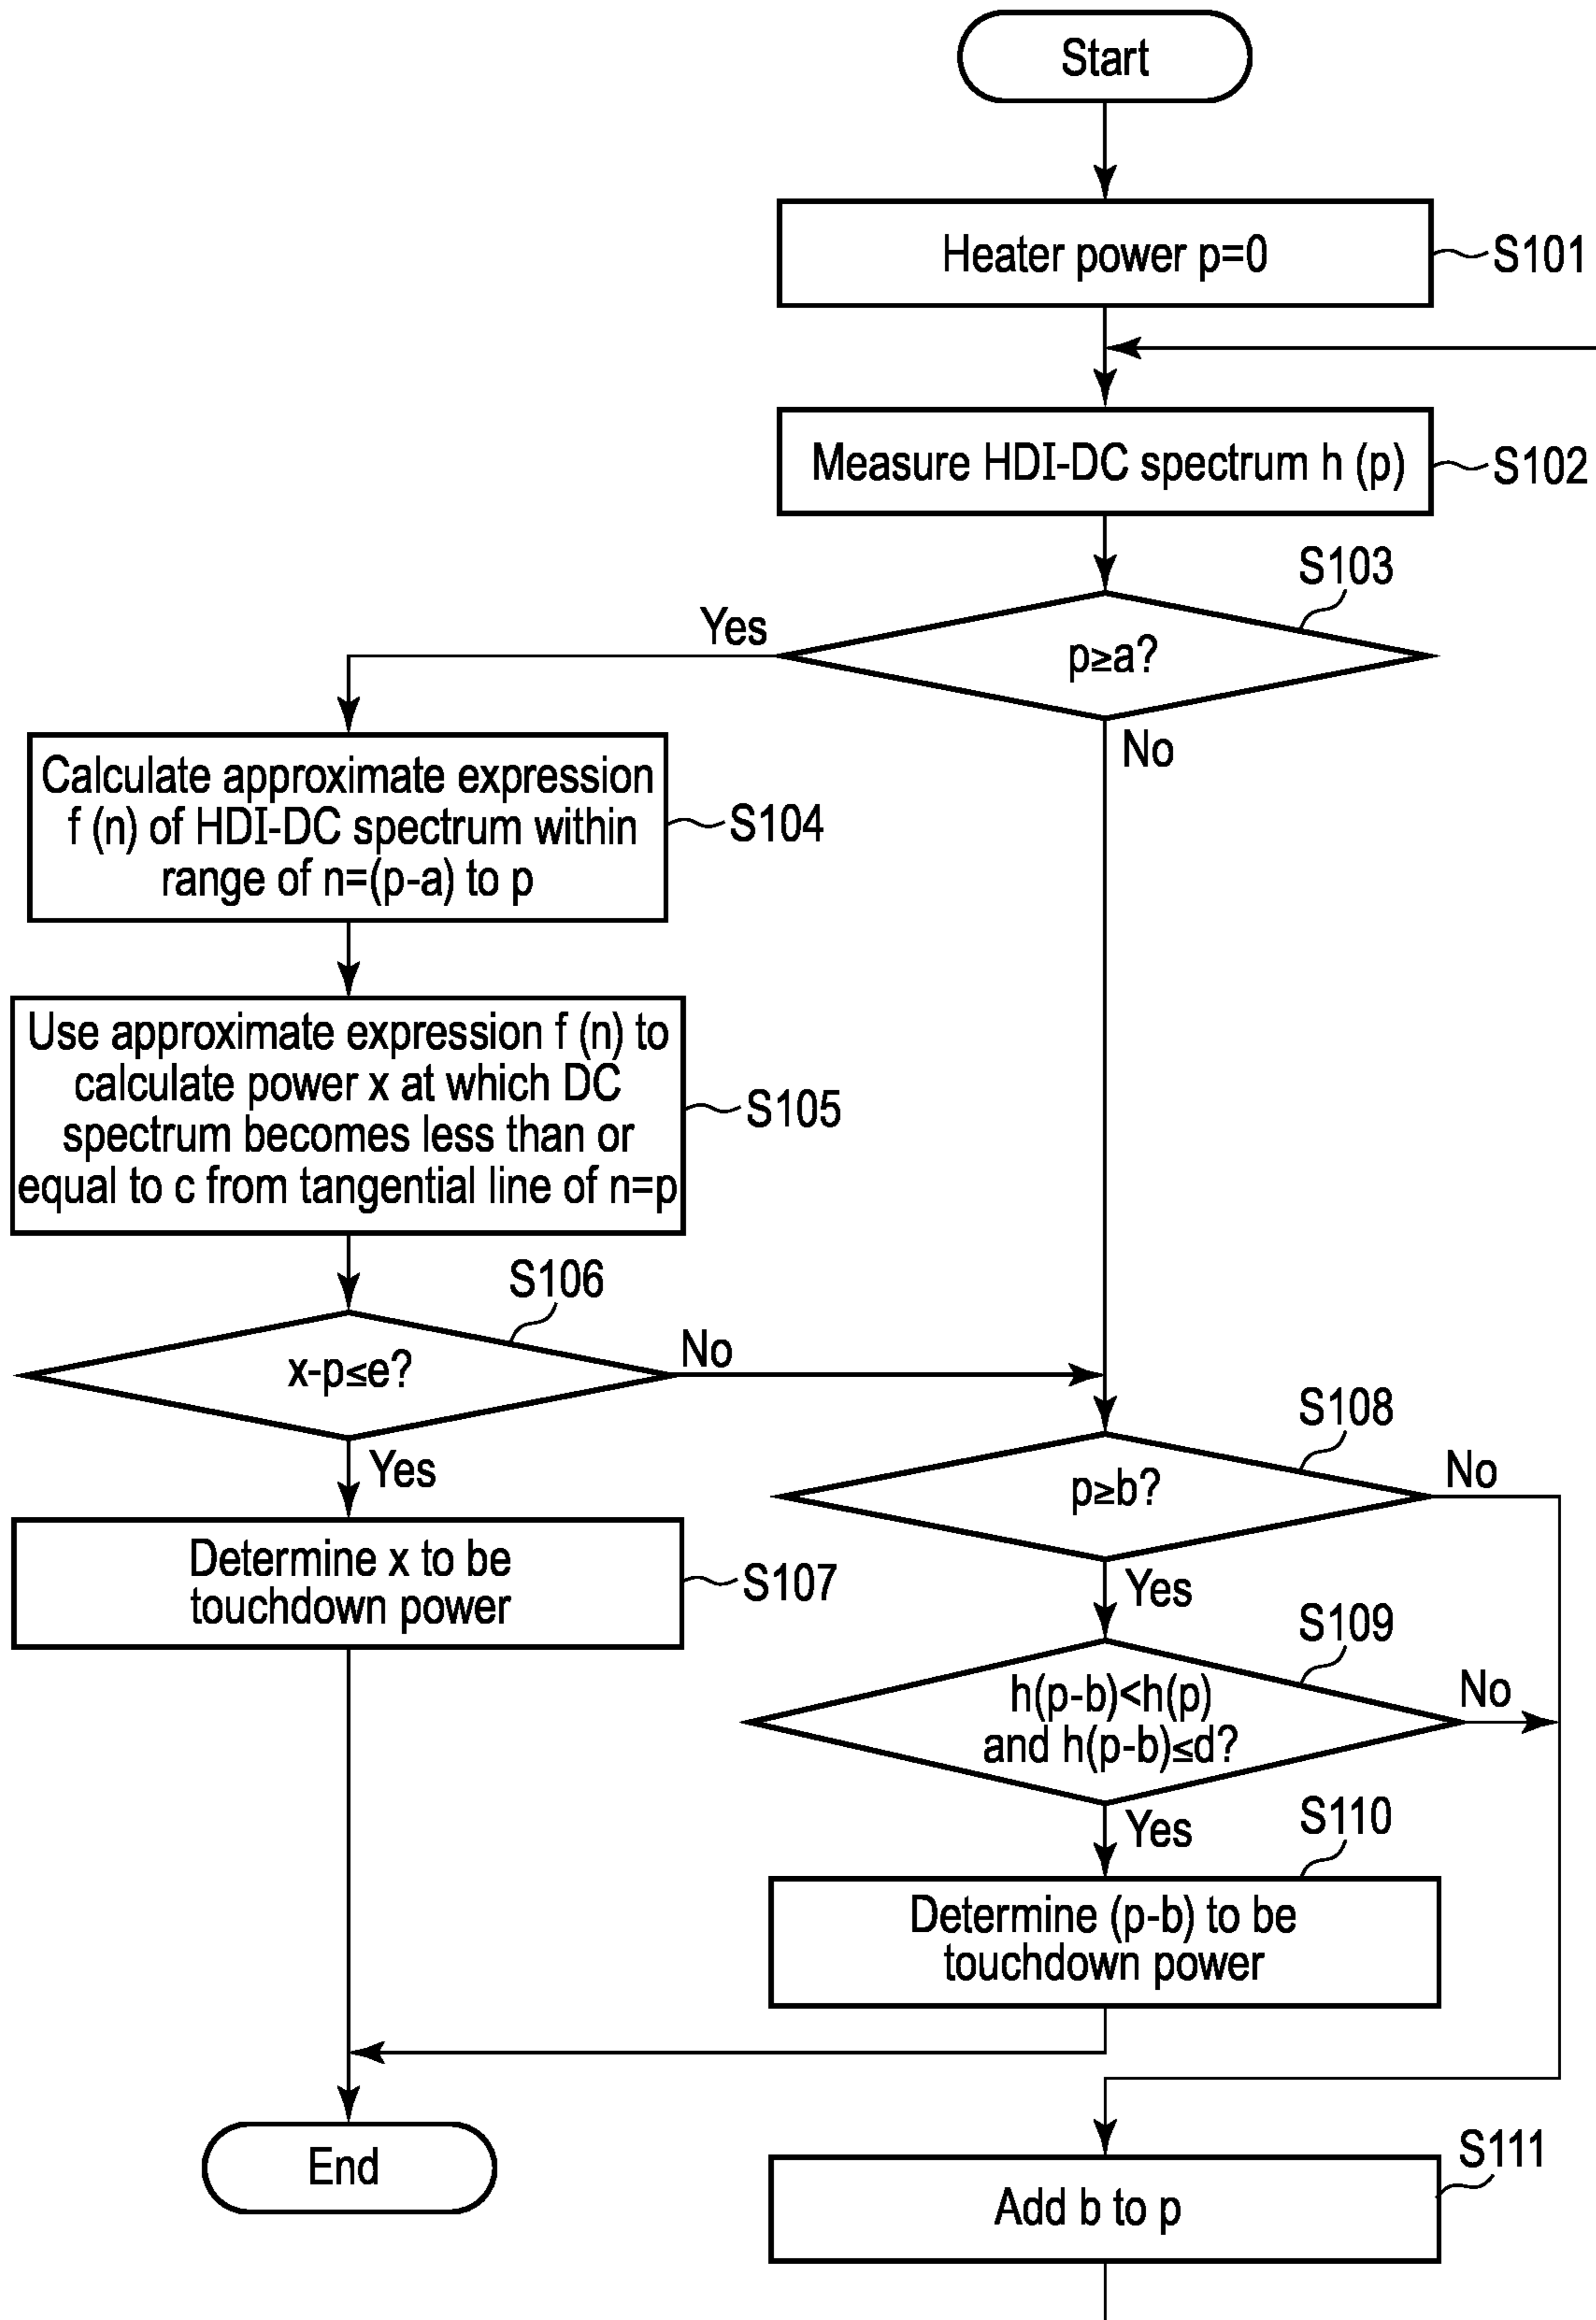 Start
Heater power p=0
S101
Measure HDI-DC spectrum h (p)
S102
S103
Yes
p≥a?
No
Calculate approximate expression
f (n) of HDI-DC spectrum within
range of n=(p-a) to p
S104
Use approximate expression f (n) to
calculate power x at which DC
spectrum becomes less than or
equal to c from tangential line of n=p
S105
S106
x-p≤e?
No
Yes
Determine x to be
touchdown power
S107
S108
p≥b?
No
Yes
S109
h(p-b)<h(p)
and h(p-b)≤d?
No
Yes
S110
Determine (p-b) to be
touchdown power
End
S111
Add b to p